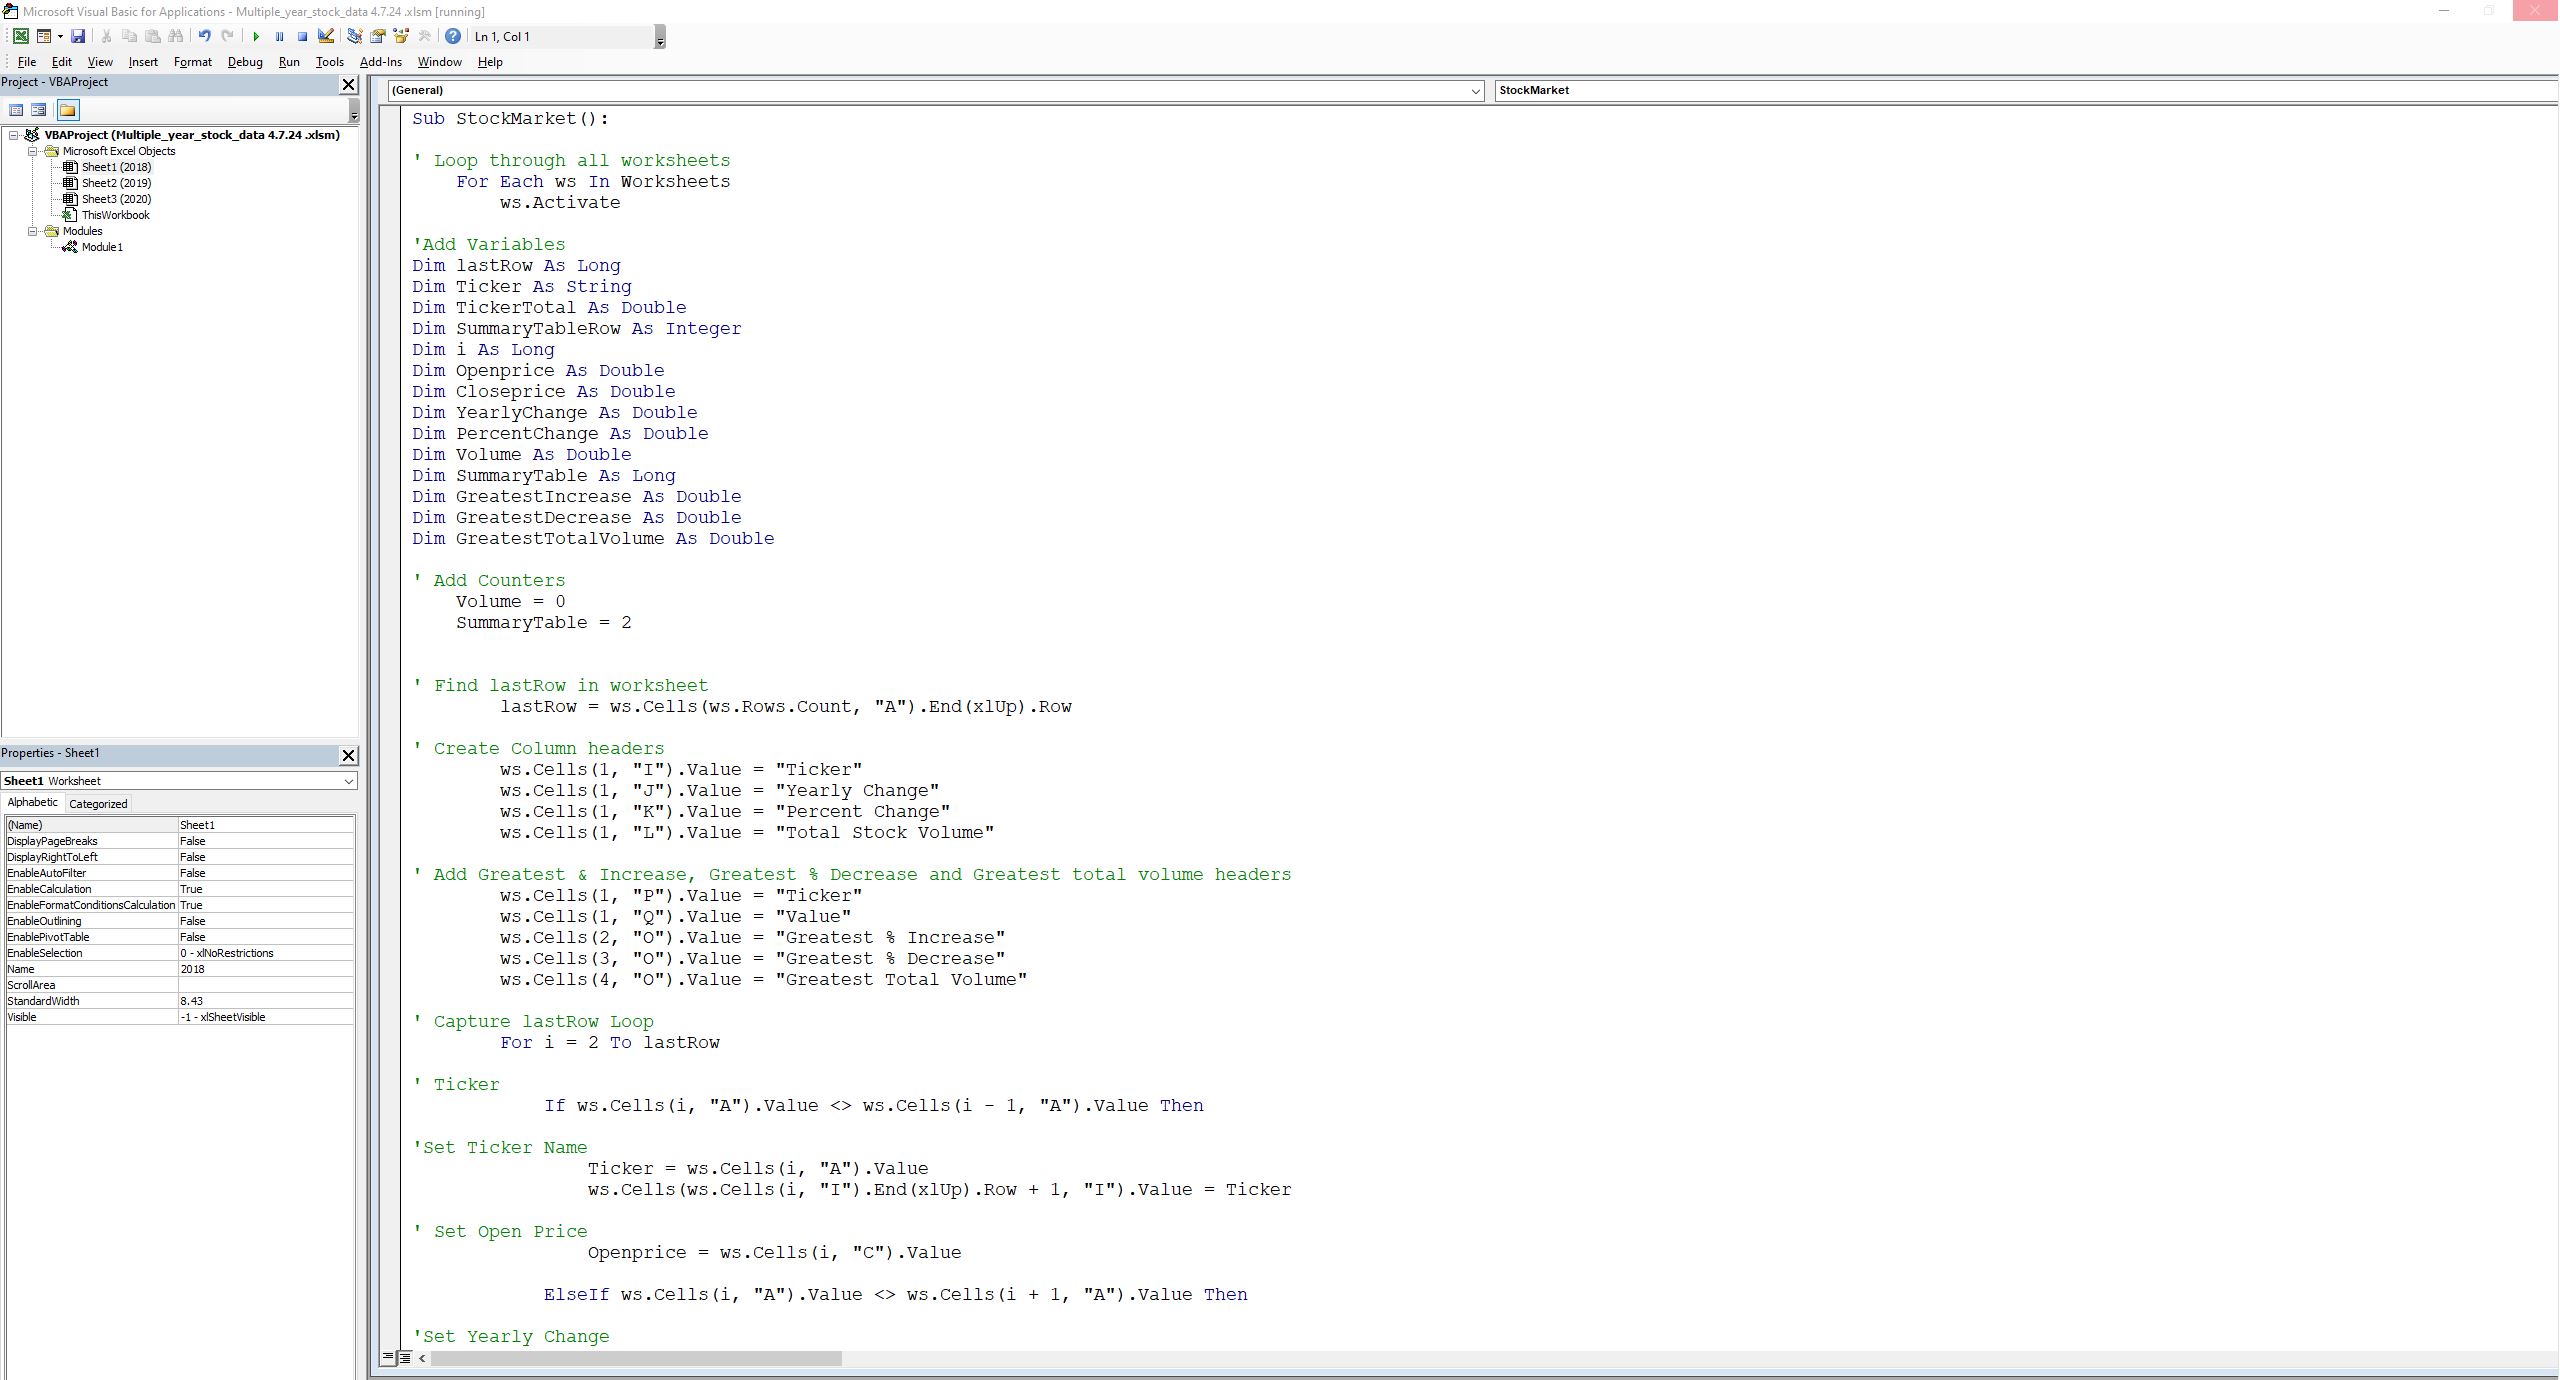 Microsoft Visual Basic for Applications - Multiple_year_stock_data 4.7.24 .xlsm [running]
Ln 1, Col 1
File Edit View Insert Format Debug Run Tools Add-Ins Window Help
Project - VBAProject
VBAProject (Multiple_year_stock_data 4.7.24 .xlsm)
Microsoft Excel Objects
Sheet1 (2018)
Sheet2 (2019)
Sheet3 (2020)
ThisWorkbook
Modules
Module1
Properties - Sheet1
Sheet1 Worksheet
Alphabetic Categorized
(Name) Sheet1
DisplayPageBreaks False
DisplayRightToLeft False
EnableAutoFilter False
EnableCalculation True
EnableFormatConditionsCalculation True
EnableOutlining False
EnablePivotTable False
EnableSelection 0 - xlNoRestrictions
Name 2018
ScrollArea
StandardWidth 8.43
Visible -1 - xlSheetVisible
(General) StockMarket
Sub StockMarket():
' Loop through all worksheets
For Each ws In Worksheets
ws.Activate
'Add Variables
Dim lastRow As Long
Dim Ticker As String
Dim TickerTotal As Double
Dim SummaryTableRow As Integer
Dim i As Long
Dim Openprice As Double
Dim Closeprice As Double
Dim YearlyChange As Double
Dim PercentChange As Double
Dim Volume As Double
Dim SummaryTable As Long
Dim GreatestIncrease As Double
Dim GreatestDecrease As Double
Dim GreatestTotalVolume As Double
' Add Counters
Volume = 0
SummaryTable = 2
' Find lastRow in worksheet
lastRow = ws.Cells(ws.Rows.Count, "A").End(xlUp).Row
' Create Column headers
ws.Cells(1, "I").Value = "Ticker"
ws.Cells(1, "J").Value = "Yearly Change"
ws.Cells(1, "K").Value = "Percent Change"
ws.Cells(1, "L").Value = "Total Stock Volume"
' Add Greatest & Increase, Greatest % Decrease and Greatest total volume headers
ws.Cells(1, "P").Value = "Ticker"
ws.Cells(1, "Q").Value = "Value"
ws.Cells(2, "O").Value = "Greatest % Increase"
ws.Cells(3, "O").Value = "Greatest % Decrease"
ws.Cells(4, "O").Value = "Greatest Total Volume"
' Capture lastRow Loop
For i = 2 To lastRow
' Ticker
If ws.Cells(i, "A").Value <> ws.Cells(i - 1, "A").Value Then
'Set Ticker Name
Ticker = ws.Cells(i, "A").Value
ws.Cells(ws.Cells(i, "I").End(xlUp).Row + 1, "I").Value = Ticker
' Set Open Price
Openprice = ws.Cells(i, "C").Value
ElseIf ws.Cells(i, "A").Value <> ws.Cells(i + 1, "A").Value Then
'Set Yearly Change